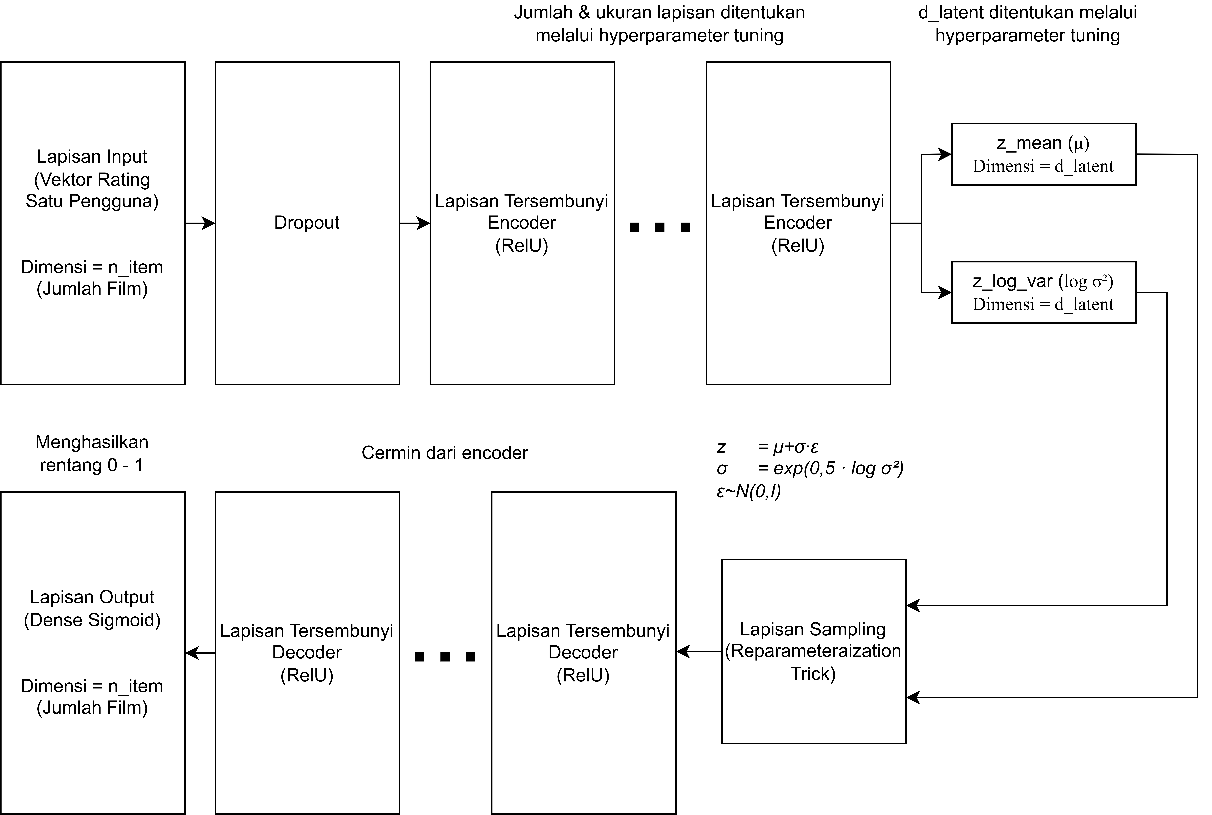 Jumlah & ukuran lapisan ditentukan
melalui hyperparameter tuning
d_latent ditentukan melalui
hyperparameter tuning
Lapisan Input
(Vektor Rating
Satu Pengguna)
Dimensi = n_item
(Jumlah Film)
Dropout
Lapisan Tersembunyi
Encoder
(RelU)
Lapisan Tersembunyi
Encoder
(RelU)
z_mean (μ)
Dimensi = d_latent
z_log_var (log σ²)
Dimensi = d_latent
Menghasilkan
rentang 0 - 1
Cermin dari encoder
z = μ+σ·ε
σ = exp(0,5 · log σ²)
ε~N(0,I)
Lapisan Output
(Dense Sigmoid)
Dimensi = n_item
(Jumlah Film)
Lapisan Tersembunyi
Decoder
(RelU)
Lapisan Tersembunyi
Decoder
(RelU)
Lapisan Sampling
(Reparameteraization
Trick)